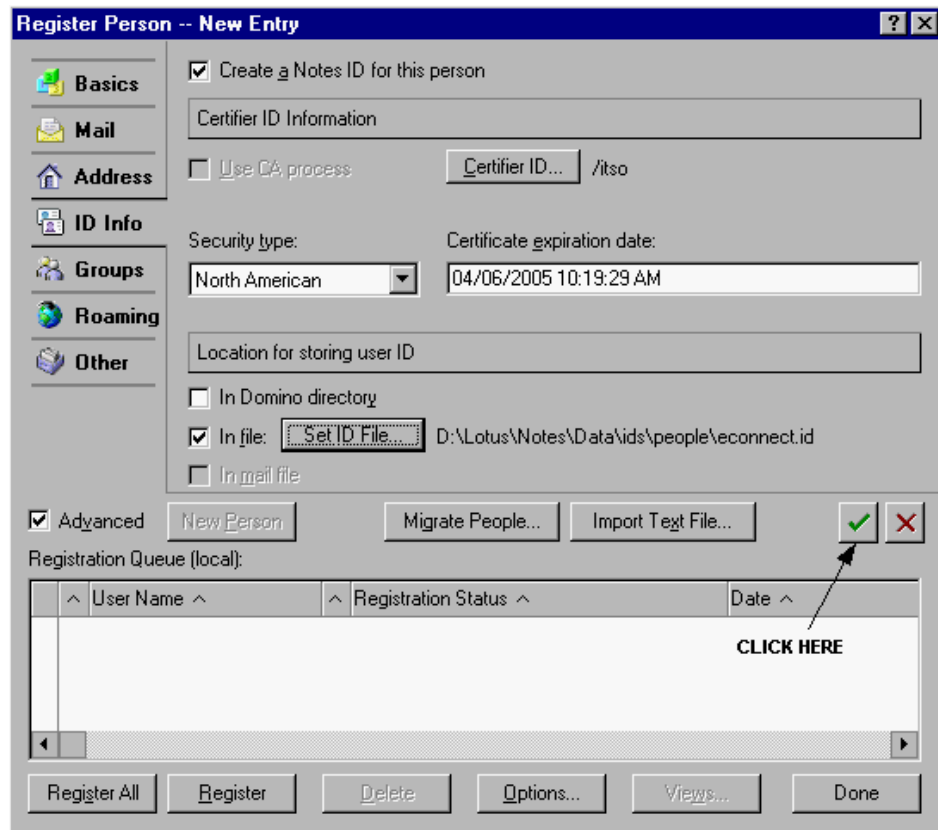 Register Person -- New Entry
Basics
Mail
Address
ID Info
Groups
Roaming
Other
Create a Notes ID for this person
Certifier ID Information
Use CA process Certifier ID... /itso
Security type: Certificate expiration date:
North American 04/06/2005 10:19:29 AM
Location for storing user ID
In Domino directory
In file: Set ID File... D:\Lotus\Notes\Data\ids\people\econnect.id
In mail file
Advanced New Person Migrate People... Import Text File...
Registration Queue (local):
User Name Registration Status Date
CLICK HERE
Register All Register Delete Options... Views... Done